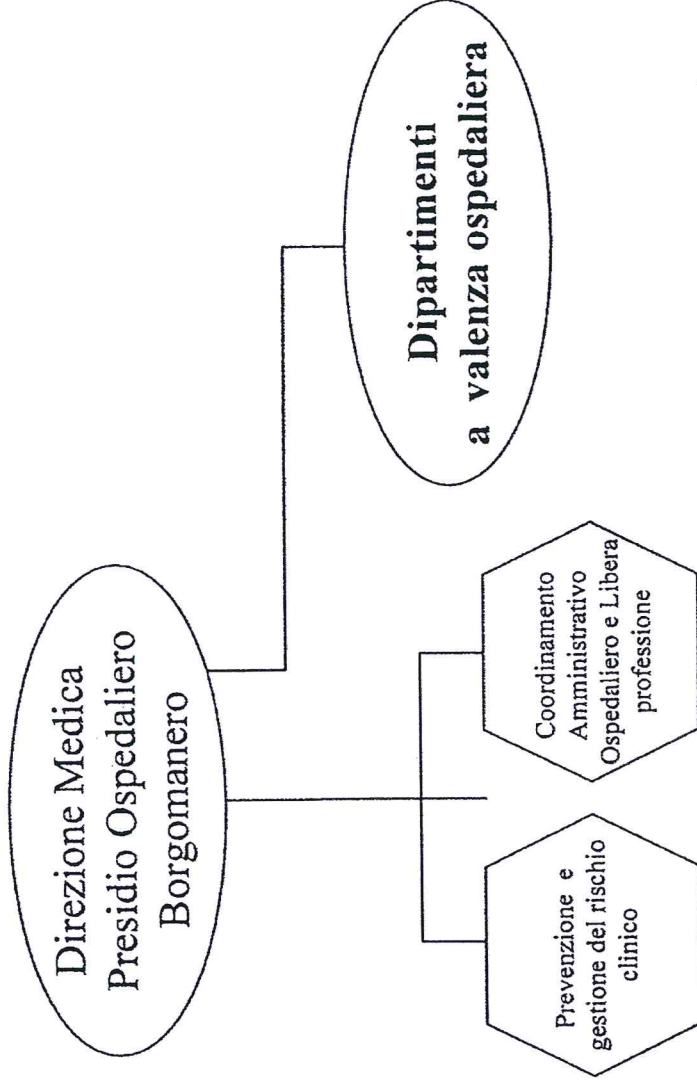 Direzione Medica
Presidio Ospedaliero
Borgomanero
Dipartimenti
a valenza ospedaliera
Prevenzione e
gestione del rischio
clinico
Coordinamento
Amministrativo
Ospedaliero e Libera
professione